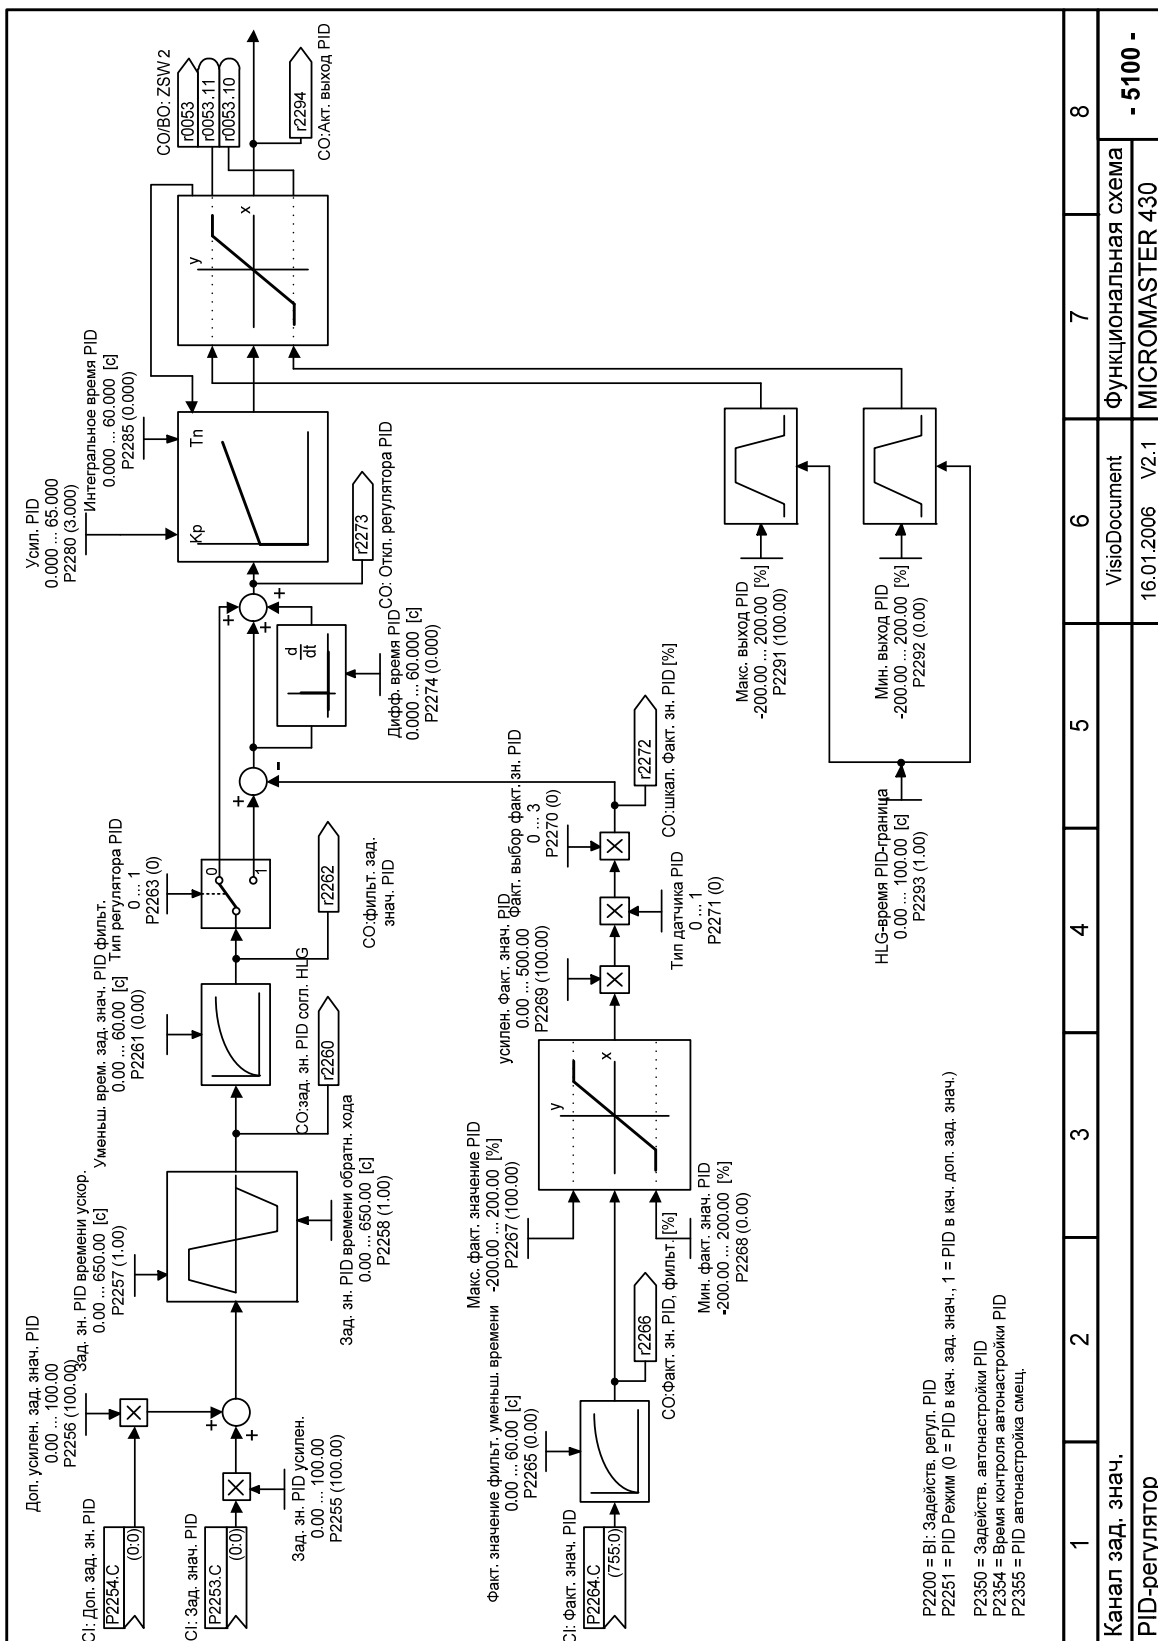 CI: Доп. зад. зн. PID
P2254.C
(0:0)
Доп. усилен. зад. знач. PID
0.00 ... 100.00
P2256 (100.00)
CI: Зад. знач. PID
P2253.C
(0:0)
Зад. зн. PID усилен.
0.00 ... 100.00
P2255 (100.00)
Зад. зн. PID времени ускор.
0.00 ... 650.00 [с]
P2257 (1.00)
Зад. зн. PID времени обратн. хода
0.00 ... 650.00 [с]
P2258 (1.00)
CO:зад. зн. PID согл. HLG
r2260
Уменьш. врем. зад. знач. PID фильт.
0.00 ... 60.00 [с]
P2261 (0.00)
r2262
CO:фильт. зад.
знач. PID
Тип регулятора PID
0 ... 1
P2263 (0)
0
1
Дифф. время PID
0.000 ... 60.000 [с]
P2274 (0.000)
d
dt
r2273
CO: Откл. регулятора PID
Усил. PID
0.000 ... 65.000
P2280 (3.000)
Интегральное время PID
0.000 ... 60.000 [с]
P2285 (0.000)
Kp
Tn
y
x
CO/BO: ZSW 2
r0053
r0053.11
r0053.10
r2294
CO:Акт. выход PID
CI: Факт. знач. PID
P2264.C
(755:0)
Факт. значение фильт. уменьш. времени
0.00 ... 60.00 [с]
P2265 (0.00)
r2266
CO:Факт. зн. PID, фильт. [%]
Макс. факт. значение PID
-200.00 ... 200.00 [%]
P2267 (100.00)
Мин. факт. знач. PID
-200.00 ... 200.00 [%]
P2268 (0.00)
y
x
усилен. Факт. знач. PID
0.00 ... 500.00
P2269 (100.00)
Тип датчика PID
0 ... 1
P2271 (0)
Факт. выбор факт. зн. PID
0 ... 3
P2270 (0)
r2272
CO:шкал. Факт. зн. PID [%]
Макс. выход PID
-200.00 ... 200.00 [%]
P2291 (100.00)
Мин. выход PID
-200.00 ... 200.00 [%]
P2292 (0.00)
HLG-время PID-граница
0.00 ... 100.00 [с]
P2293 (1.00)
P2200 = BI: Задейств. регул. PID
P2251 = PID Режим (0 = PID в кач. зад. знач., 1 = PID в кач. доп. зад. знач.)
P2350 = Задейств. автонастройки PID
P2354 = Время контроля автонастройки PID
P2355 = PID автонастройка смещ.
1 2 3 4 5 6 7 8
Канал зад. знач.
PID-регулятор
VisioDocument
16.01.2006 V2.1
Функциональная схема
MICROMASTER 430
- 5100 -